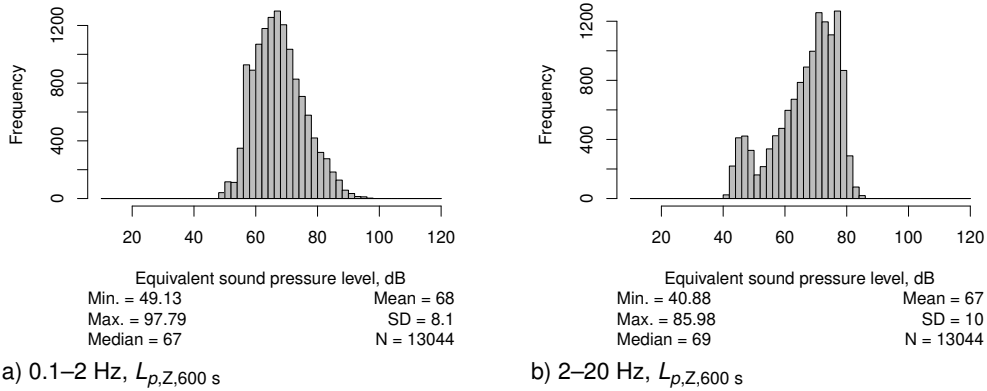 Frequency
0 400 800 1200
20 40 60 80 100 120
Equivalent sound pressure level, dB
Min. = 49.13 Mean = 68
Max. = 97.79 SD = 8.1
Median = 67 N = 13044
a) 0.1–2 Hz, Lp,Z,600 s
Frequency
0 400 800 1200
20 40 60 80 100 120
Equivalent sound pressure level, dB
Min. = 40.88 Mean = 67
Max. = 85.98 SD = 10
Median = 69 N = 13044
b) 2–20 Hz, Lp,Z,600 s